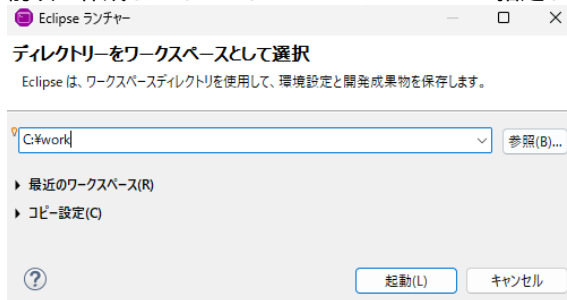 Eclipse ランチャー
ディレクトリーをワークスペースとして選択
Eclipse は、ワークスペースディレクトリを使用して、環境設定と開発成果物を保存します。
C:¥work
参照(B)...
最近のワークスペース(R)
コピー設定(C)
起動(L)
キャンセル